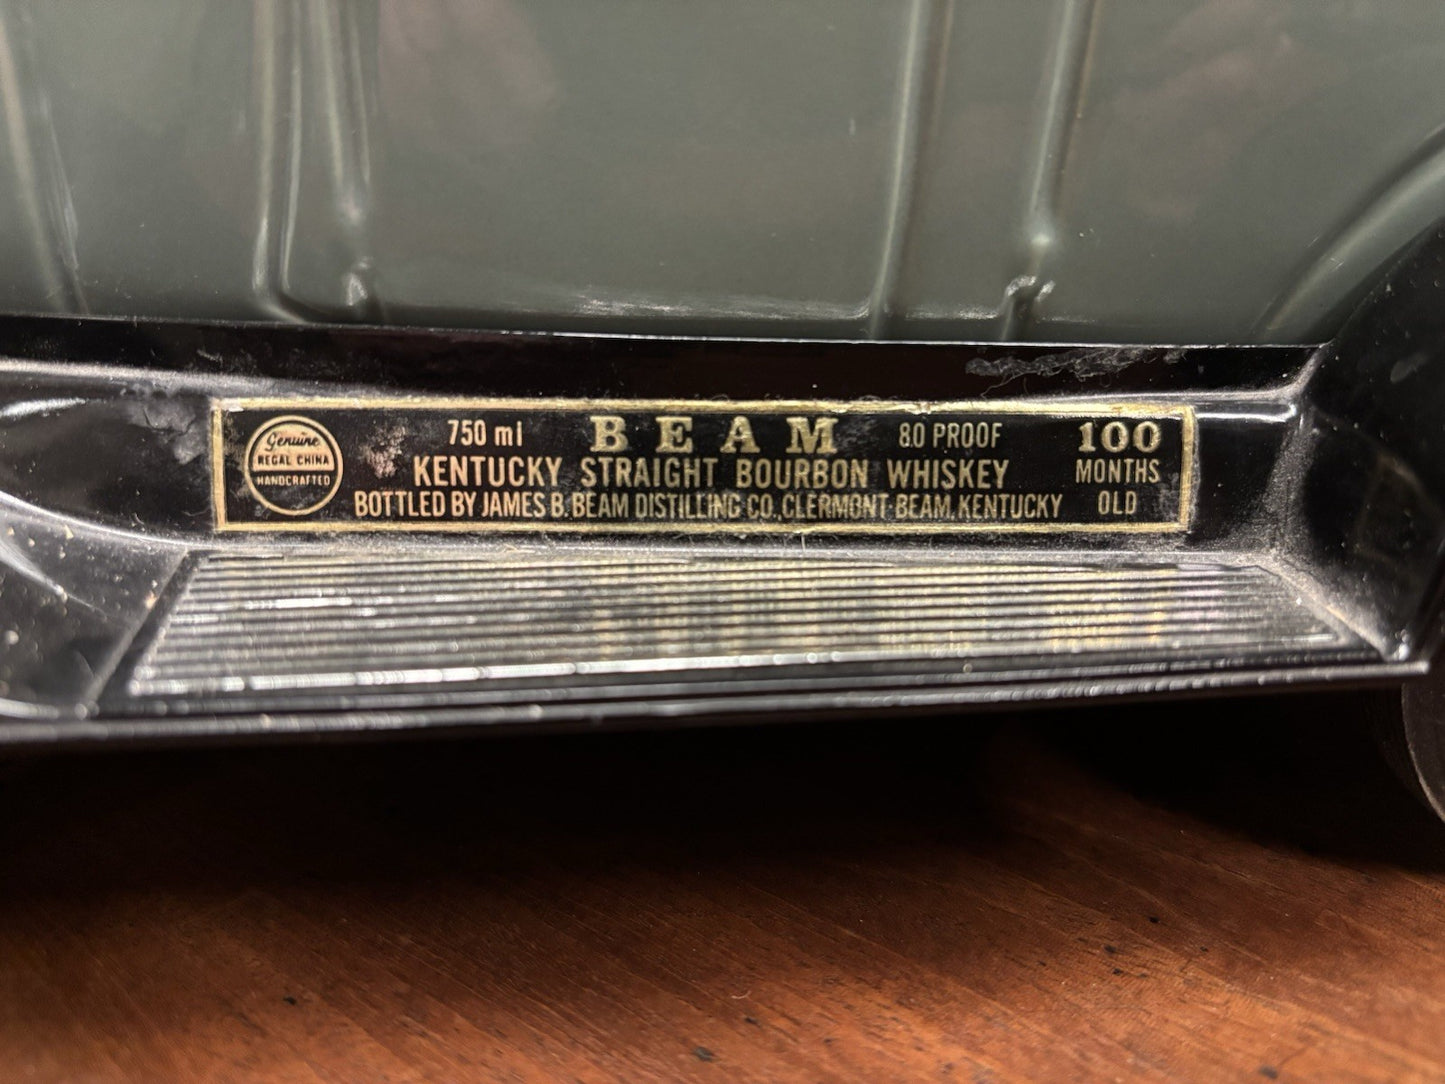 Genuine
REGAL CHINA
HANDCRAFTED
750 ml BEAM 80 PROOF
KENTUCKY STRAIGHT BOURBON WHISKEY
BOTTLED BY JAMES B. BEAM DISTILLING CO., CLERMONT BEAM, KENTUCKY
100
MONTHS
OLD